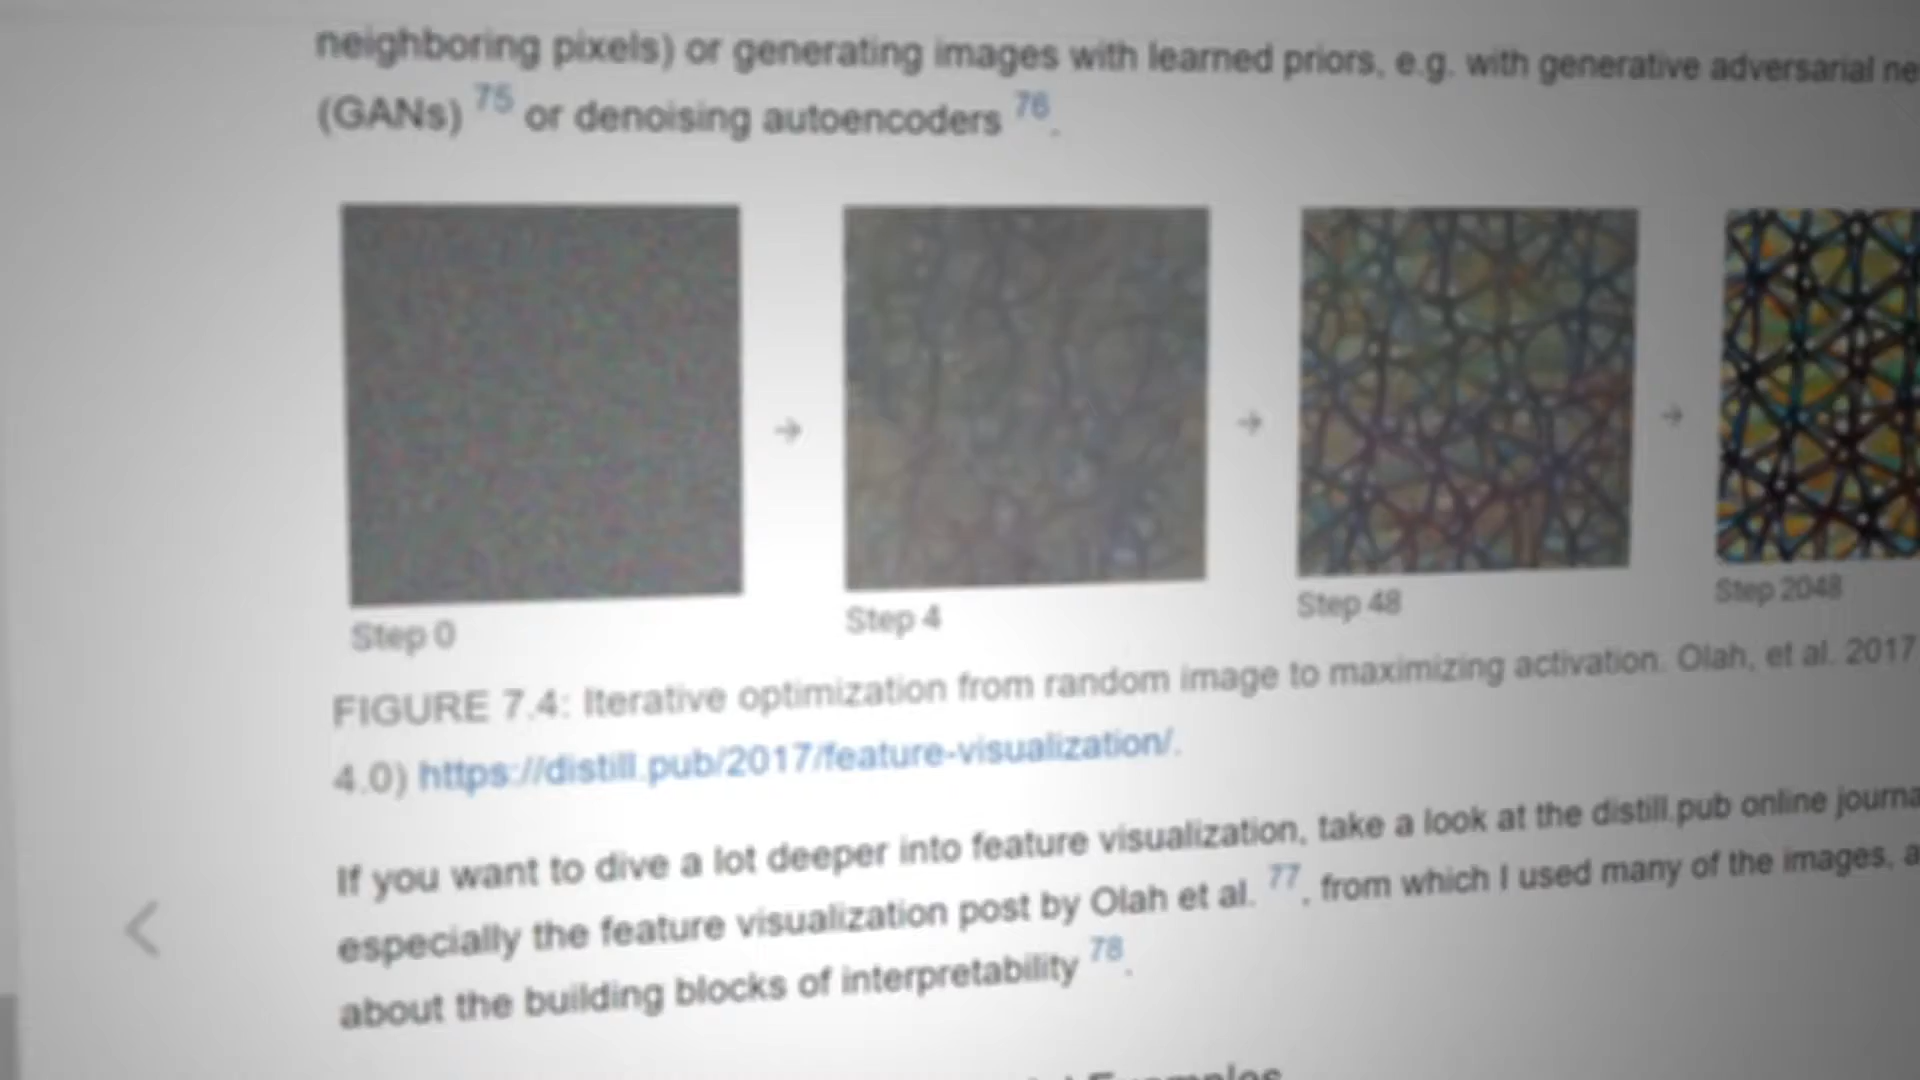 neighboring pixels) or generating images with learned priors, e.g. with generative adversarial ne
(GANs) 75 or denoising autoencoders 76.
Step 0
Step 4
Step 48
Step 2048
FIGURE 7.4: Iterative optimization from random image to maximizing activation. Olah, et al. 2017
4.0) https://distill.pub/2017/feature-visualization/.
If you want to dive a lot deeper into feature visualization, take a look at the distill.pub online journa
especially the feature visualization post by Olah et al. 77, from which I used many of the images, a
about the building blocks of interpretability 78.
Examples